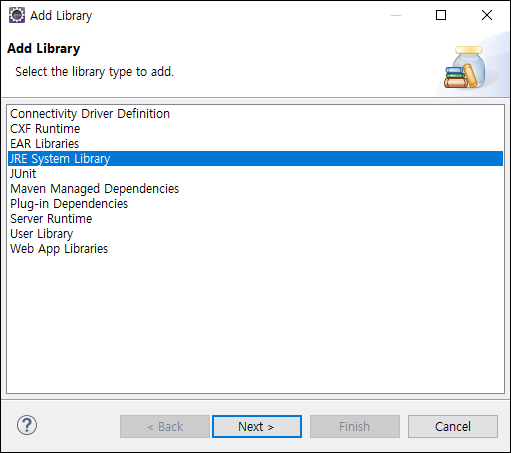 Add Library
Add Library
Select the library type to add.
Connectivity Driver Definition
CXF Runtime
EAR Libraries
JRE System Library
JUnit
Maven Managed Dependencies
Plug-in Dependencies
Server Runtime
User Library
Web App Libraries
? < Back Next > Finish Cancel